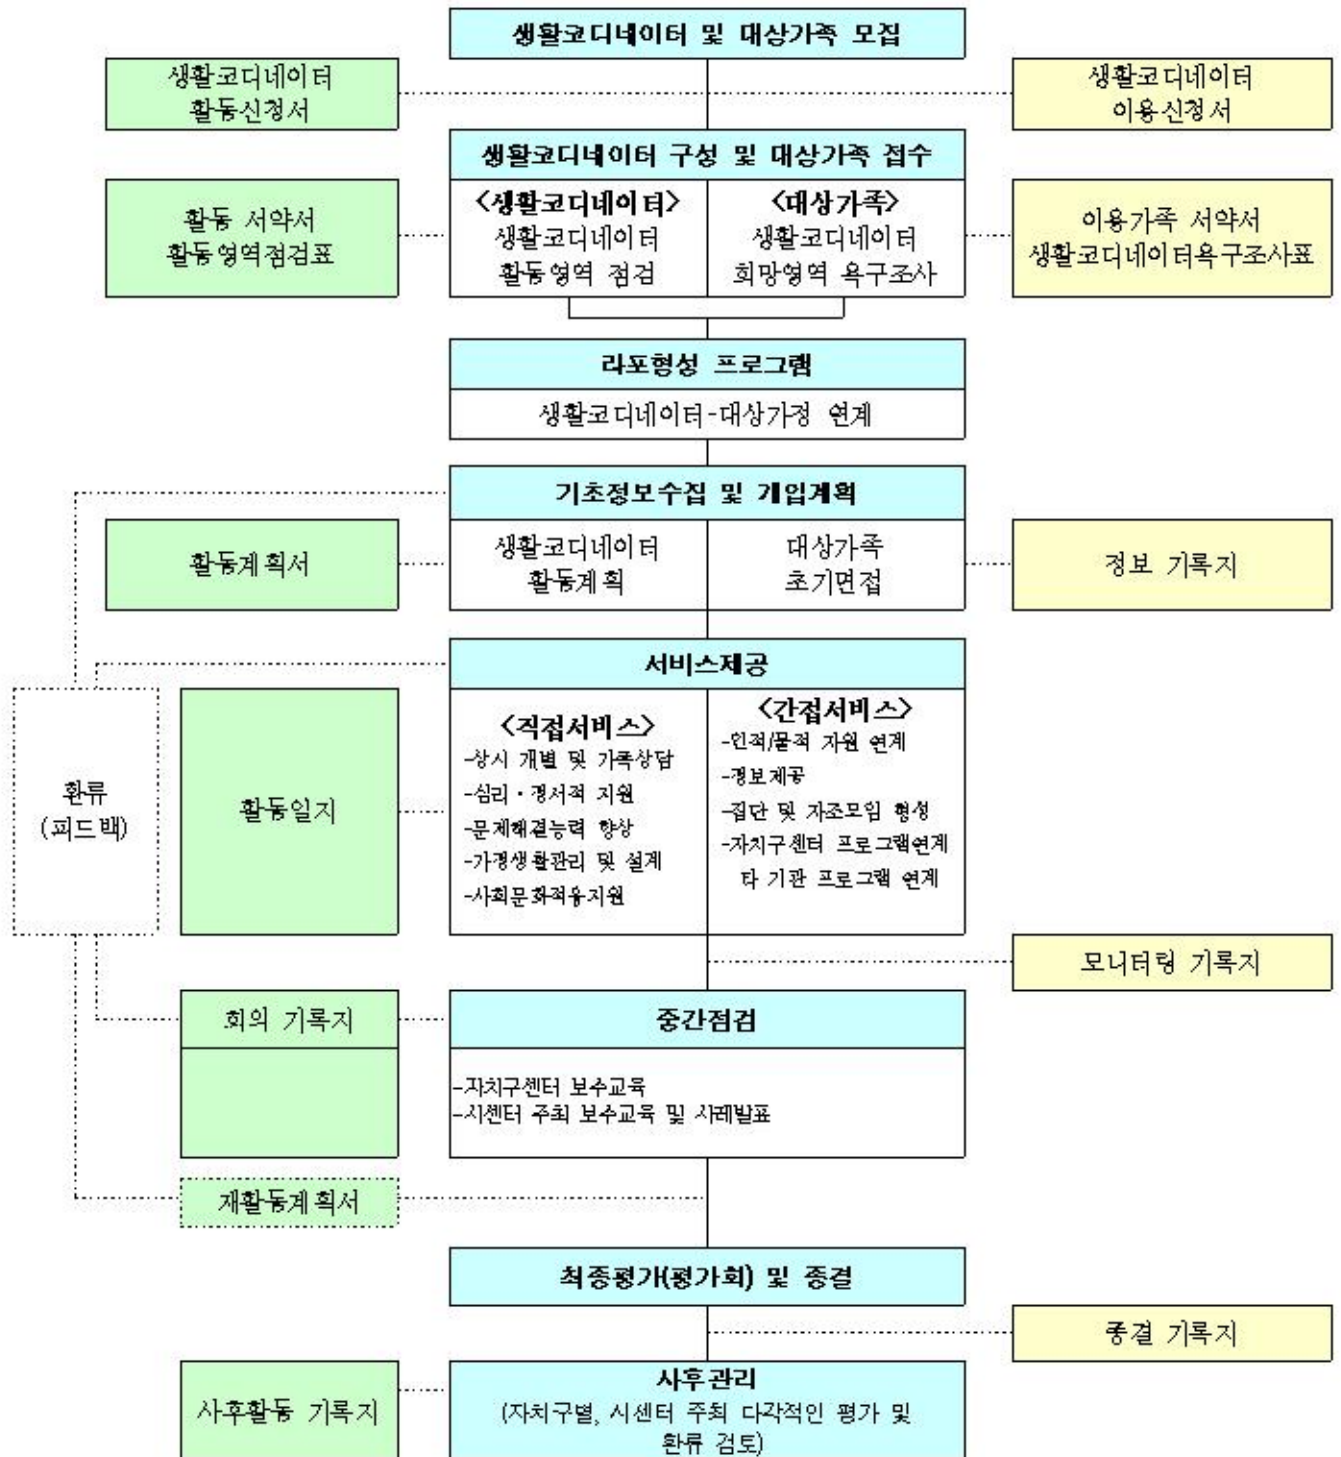 생활코디네이터 및 대상가족 모집
생활코디네이터
활동신청서
생활코디네이터
이용신청서
생활코디네이터 구성 및 대상가족 접수
활동 서약서
활동영역점검표
<생활코디네이터>
생활코디네이터
활동영역 점검
<대상가족>
생활코디네이터
희망영역 욕구조사
이용가족 서약서
생활코디네이터욕구조사표
라포형성 프로그램
생활코디네이터-대상가정 연계
기초정보수집 및 개입계획
활동계획서
생활코디네이터
활동계획
대상가족
초기면접
정보 기록지
서비스제공
환류
(피드백)
활동일지
<직접서비스>
-상시 개별 및 가족상담
-심리·정서적 지원
-문제해결능력 향상
-가정생활관리 및 설계
-사회문화적응지원
<간접서비스>
-인적/물적 자원 연계
-정보제공
-집단 및 자조모임 형성
-자치구센터 프로그램연계
타 기관 프로그램 연계
모니터링 기록지
회의 기록지
중간점검
-자치구센터 보수교육
-시센터 주최 보수교육 및 사례발표
재활동계획서
최종평가(평가회) 및 종결
종결 기록지
사후활동 기록지
사후관리
(자치구별, 시센터 주최 다각적인 평가 및
환류 검토)